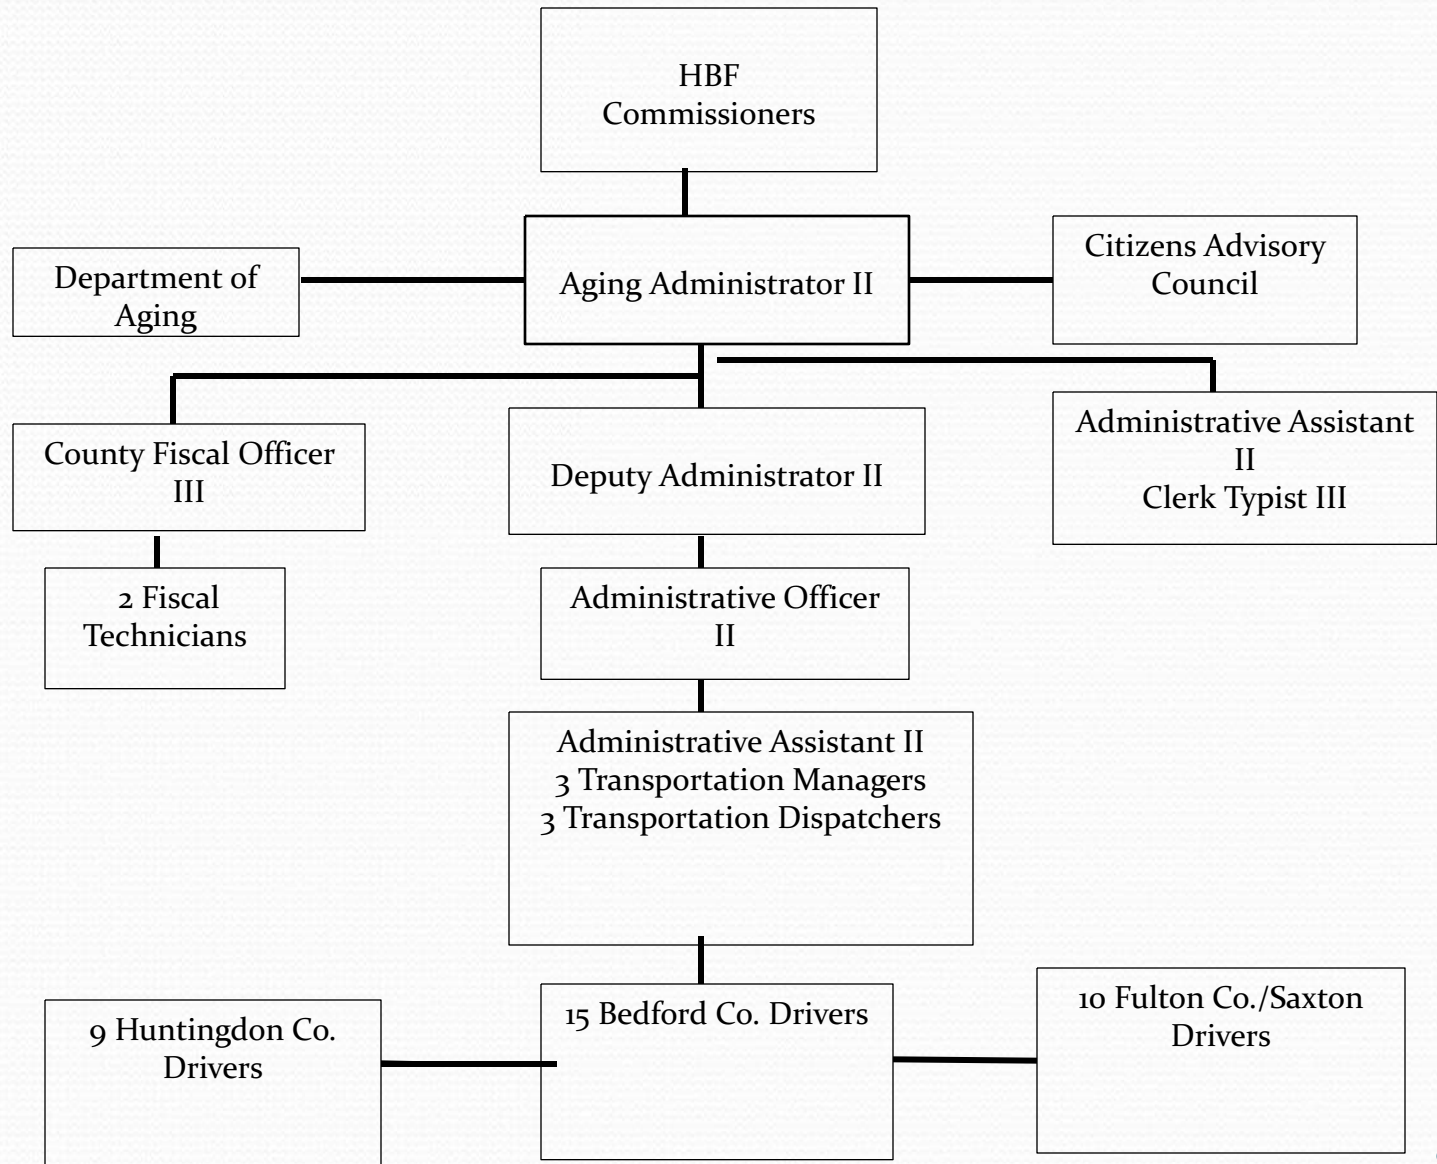 HBF
Commissioners
Department of
Aging
Aging Administrator II
Citizens Advisory
Council
County Fiscal Officer
III
Deputy Administrator II
Administrative Assistant
II
Clerk Typist III
2 Fiscal
Technicians
Administrative Officer
II
Administrative Assistant II
3 Transportation Managers
3 Transportation Dispatchers
9 Huntingdon Co.
Drivers
15 Bedford Co. Drivers
10 Fulton Co./Saxton
Drivers